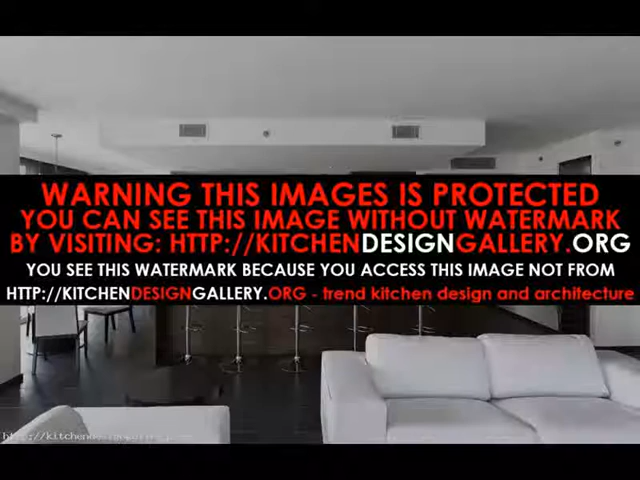 WARNING THIS IMAGES IS PROTECTED
YOU CAN SEE THIS IMAGE WITHOUT WATERMARK
BY VISITING: HTTP://KITCHENDESIGNGALLERY.ORG
YOU SEE THIS WATERMARK BECAUSE YOU ACCESS THIS IMAGE NOT FROM
HTTP://KITCHENDESIGNGALLERY.ORG - trend kitchen design and architecture